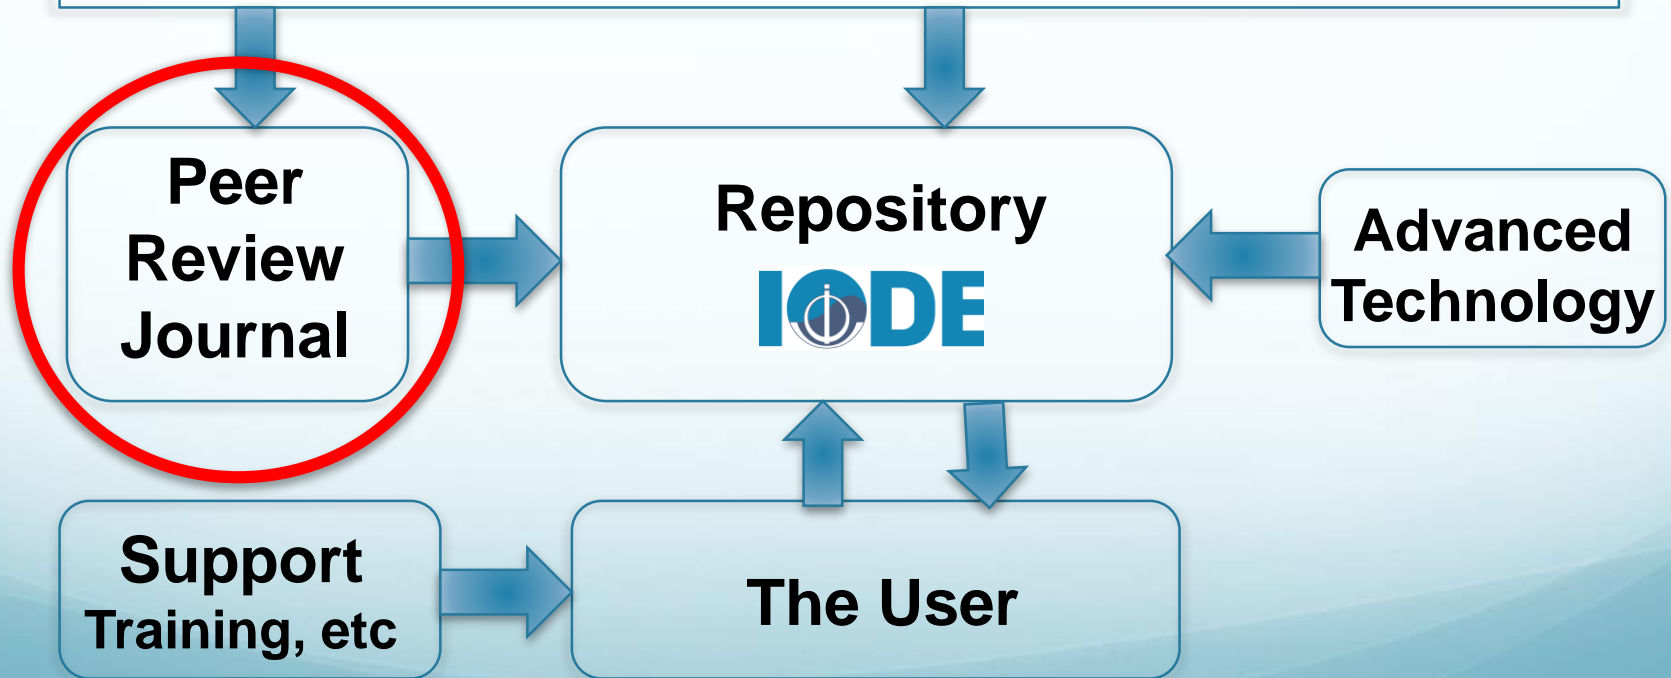 Peer
Review
Journal
Repository
IODE
Advanced
Technology
Support
Training, etc
The User